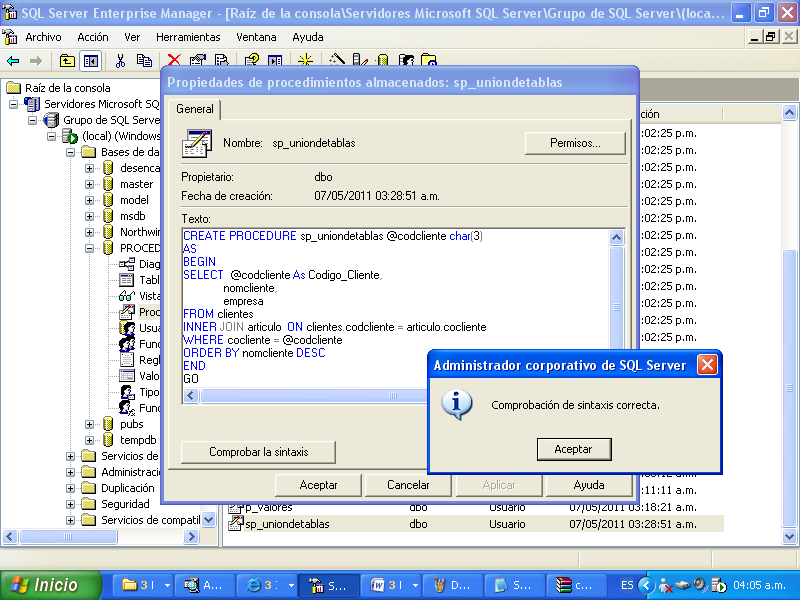 SQL Server Enterprise Manager - [Raíz de la consola\Servidores Microsoft SQL Server\Grupo de SQL Server\(loca...
Archivo Acción Ver Herramientas Ventana Ayuda
Raíz de la consola
Servidores Microsoft SQ
Grupo de SQL Serve
(local) (Windows
Bases de da
desenca
master
model
msdb
Northwin
PROCED
Diag
Tabl
Vista
Proc
Usua
Func
Regl
Valo
Tipo
Func
pubs
tempdb
Servicios de
Administració
Duplicación
Seguridad
Servicios de compatil
Propiedades de procedimientos almacenados: sp_uniondetablas
General
Nombre: sp_uniondetablas
Permisos...
Propietario: dbo
Fecha de creación: 07/05/2011 03:28:51 a.m.
Texto:
CREATE PROCEDURE sp_uniondetablas @codcliente char(3)
AS
BEGIN
SELECT @codcliente As Codigo_Cliente,
nomcliente,
empresa
FROM clientes
INNER JOIN articulo ON clientes.codcliente = articulo.cocliente
WHERE cocliente = @codcliente
ORDER BY nomcliente DESC
END
GO
Comprobar la sintaxis
Aceptar Cancelar Aplicar Ayuda
Administrador corporativo de SQL Server
Comprobación de sintaxis correcta.
Aceptar
ción
:02:25 p.m.
:02:25 p.m.
:02:25 p.m.
:02:25 p.m.
:02:25 p.m.
:02:25 p.m.
:02:25 p.m.
:02:25 p.m.
:02:25 p.m.
:02:25 p.m.
:02:25 p.m.
:02:25 p.m.
:02:25 p.m.
:11:11 a.m.
p_valores dbo Usuario 07/05/2011 03:18:21 a.m.
sp_uniondetablas dbo Usuario 07/05/2011 03:28:51 a.m.
Inicio 3 I A... 3 S... 3 I D... S... c... ES 04:05 a.m.